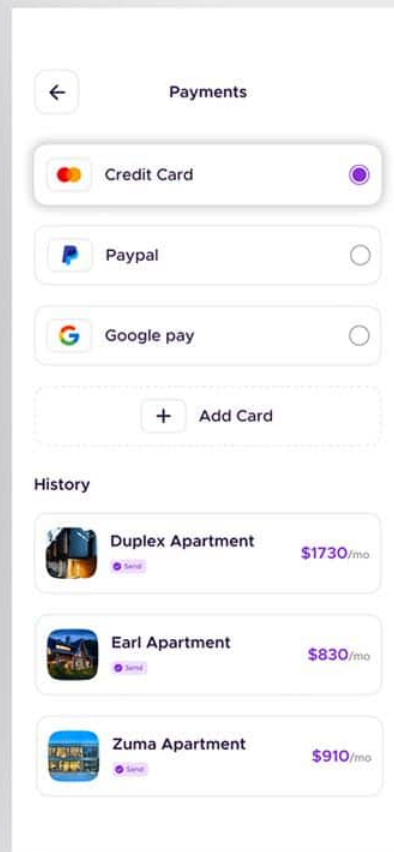 Payments
Credit Card
Paypal
Google pay
+ Add Card
History
Duplex Apartment
$1730/mo
Send
Earl Apartment
$830/mo
Send
Zuma Apartment
$910/mo
Send